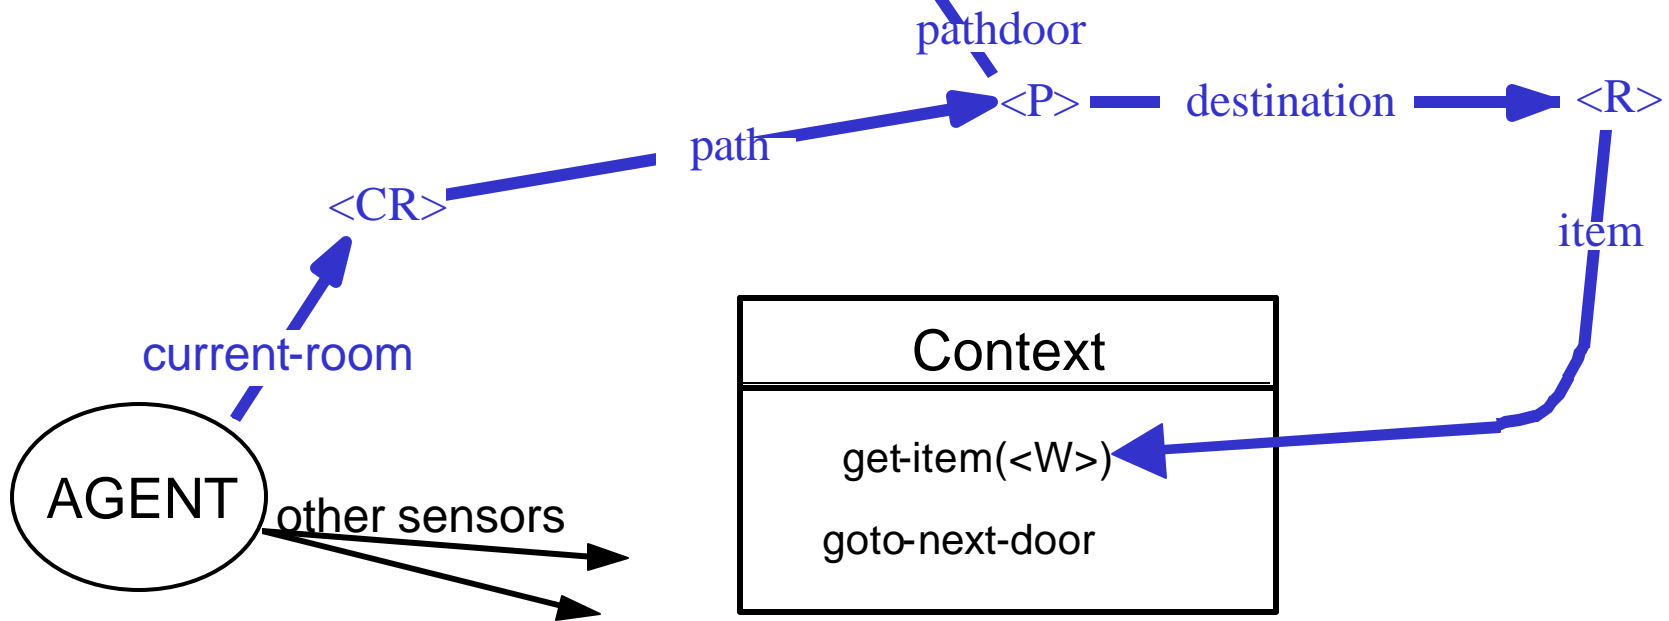 pathdoor
<P>
destination
<R>
path
<CR>
item
current-room
Context
get-item(<W>)
AGENT
other sensors
goto-next-door